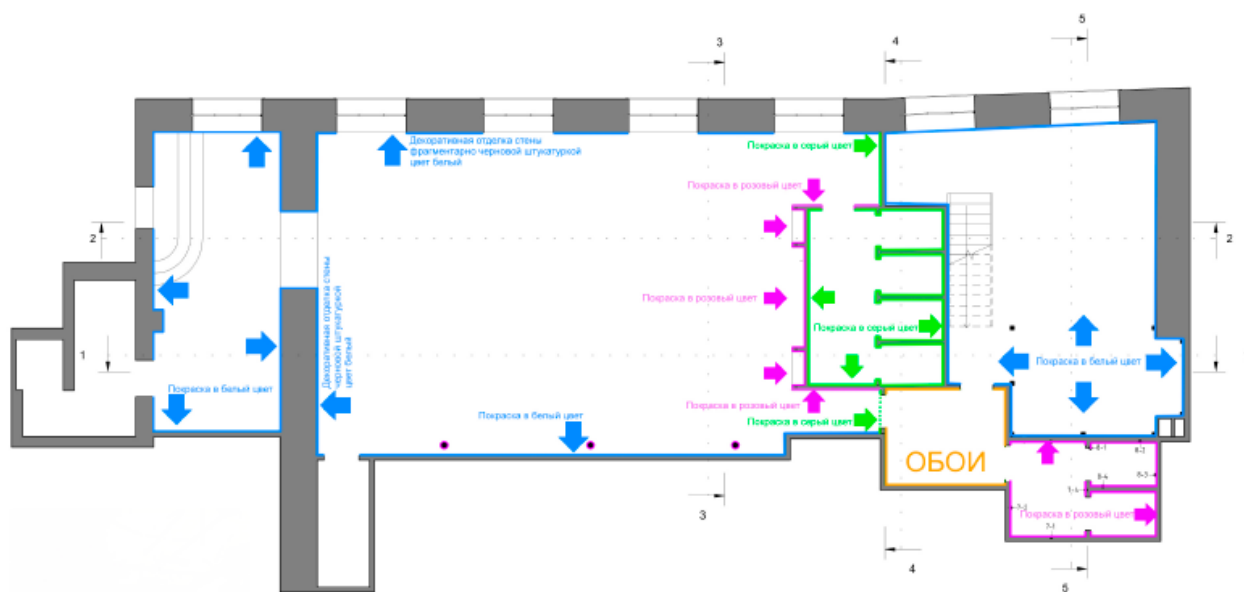 5
3
4
Декоративная отделка стены
фрагментарно черновой штукатуркой
цвет белый
Покраска в серый цвет
Покраска в розовый цвет
2
2
Декоративная отделка стены
черновой штукатуркой
цвет белый
Покраска в розовый цвет
Покраска в серый цвет
1
Покраска в белый цвет
Покраска в белый цвет
Покраска в розовый цвет
Покраска в белый цвет
Покраска в серый цвет
ОБОИ
Покраска в розовый цвет
7-1
3
4
5